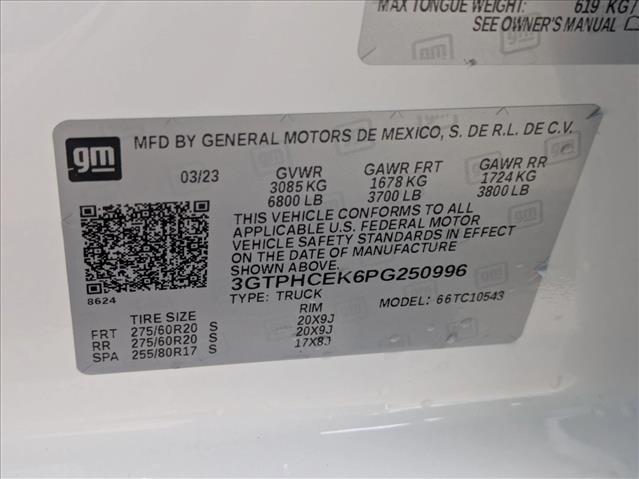 MAX TONGUE WEIGHT: 619 KG/
SEE OWNER'S MANUAL
gm
MFD BY GENERAL MOTORS DE MEXICO, S. DE R.L. DE C.V.
03/23 GVWR GAWR FRT GAWR RR
3085 KG 1678 KG 1724 KG
6800 LB 3700 LB 3800 LB
THIS VEHICLE CONFORMS TO ALL
APPLICABLE U.S. FEDERAL MOTOR
VEHICLE SAFETY STANDARDS IN EFFECT
ON THE DATE OF MANUFACTURE
SHOWN ABOVE.
3GTPHCEK6PG250996
8624
TYPE: TRUCK MODEL: 66TC10543
TIRE SIZE RIM
FRT 275/60R20 S 20X9J
RR 275/60R20 S 20X9J
SPA 255/80R17 S 17X8J